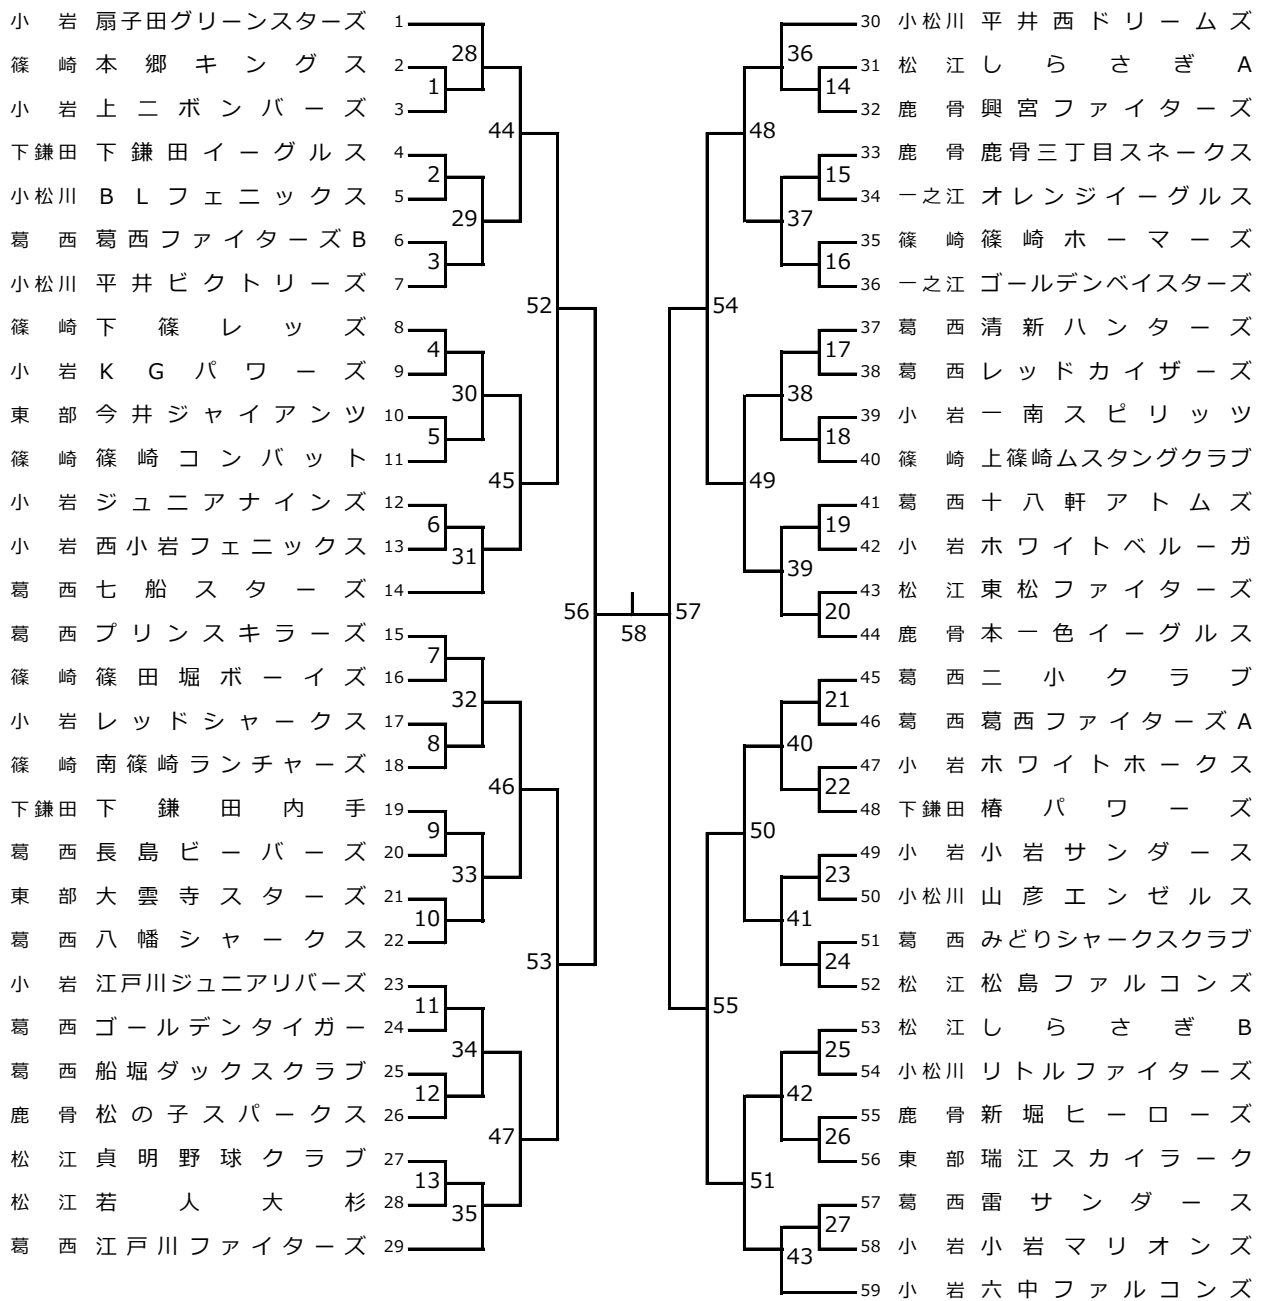 小岩 扇子田グリーンスターズ 1
篠崎 本郷キングス 2
小岩 上二ボンバーズ 3
下鎌田 下鎌田イーグルス 4
小松川 BLフェニックス 5
葛西 葛西ファイターズB 6
小松川 平井ビクトリーズ 7
篠崎 下篠レッズ 8
小岩 KGパワーズ 9
東部 今井ジャイアンツ 10
篠崎 篠崎コンバット 11
小岩 ジュニアナインズ 12
小岩 西小岩フェニックス 13
葛西 七船スターズ 14
葛西 プリンスキラーズ 15
篠崎 篠田堀ボーイズ 16
小岩 レッドシャークス 17
篠崎 南篠崎ランチャーズ 18
下鎌田 下鎌田内手 19
葛西 長島ビーバーズ 20
東部 大雲寺スターズ 21
葛西 八幡シャークス 22
小岩 江戸川ジュニアリバーズ 23
葛西 ゴールデンタイガー 24
葛西 船堀ダックスクラブ 25
鹿骨 松の子スパークス 26
松江 貞明野球クラブ 27
松江 若人大杉 28
葛西 江戸川ファイターズ 29
1
2
3
4
5
6
7
8
9
10
11
12
13
28
29
30
31
32
33
34
35
44
45
46
47
52
53
56
58
57
54
55
48
49
50
51
36
37
38
39
40
41
42
43
14
15
16
17
18
19
20
21
22
23
24
25
26
27
30 小松川 平井西ドリームズ
31 松江 しらさぎA
32 鹿骨 興宮ファイターズ
33 鹿骨 鹿骨三丁目スネークス
34 一之江 オレンジイーグルス
35 篠崎 篠崎ホーマーズ
36 一之江 ゴールデンベイスターズ
37 葛西 清新ハンターズ
38 葛西 レッドカイザーズ
39 小岩 一南スピリッツ
40 篠崎 上篠崎ムスタングクラブ
41 葛西 十八軒アトムズ
42 小岩 ホワイトベルーガ
43 松江 東松ファイターズ
44 鹿骨 本一色イーグルス
45 葛西 二小クラブ
46 葛西 葛西ファイターズA
47 小岩 ホワイトホークス
48 下鎌田 椿パワーズ
49 小岩 小岩サンダース
50 小松川 山彦エンゼルス
51 葛西 みどりシャークスクラブ
52 松江 松島ファルコンズ
53 松江 しらさぎB
54 小松川 リトルファイターズ
55 鹿骨 新堀ヒーローズ
56 東部 瑞江スカイラーク
57 葛西 雷サンダース
58 小岩 小岩マリオンズ
59 小岩 六中ファルコンズ